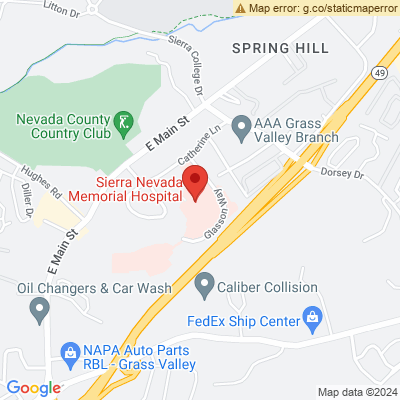 Map error: g.co/staticmaperror
Litton Dr
Sierra College Dr
SPRING HILL
49
Nevada County
Country Club
E Main St
Catherine Ln
AAA Grass
Valley Branch
Dorsey Dr
Hughes Rd
Diller Dr
Sierra Nevada
Memorial Hospital
Glasson Way
E Main St
Oil Changers & Car Wash
Caliber Collision
FedEx Ship Center
NAPA Auto Parts
RBL - Grass Valley
Google
Map data ©2024